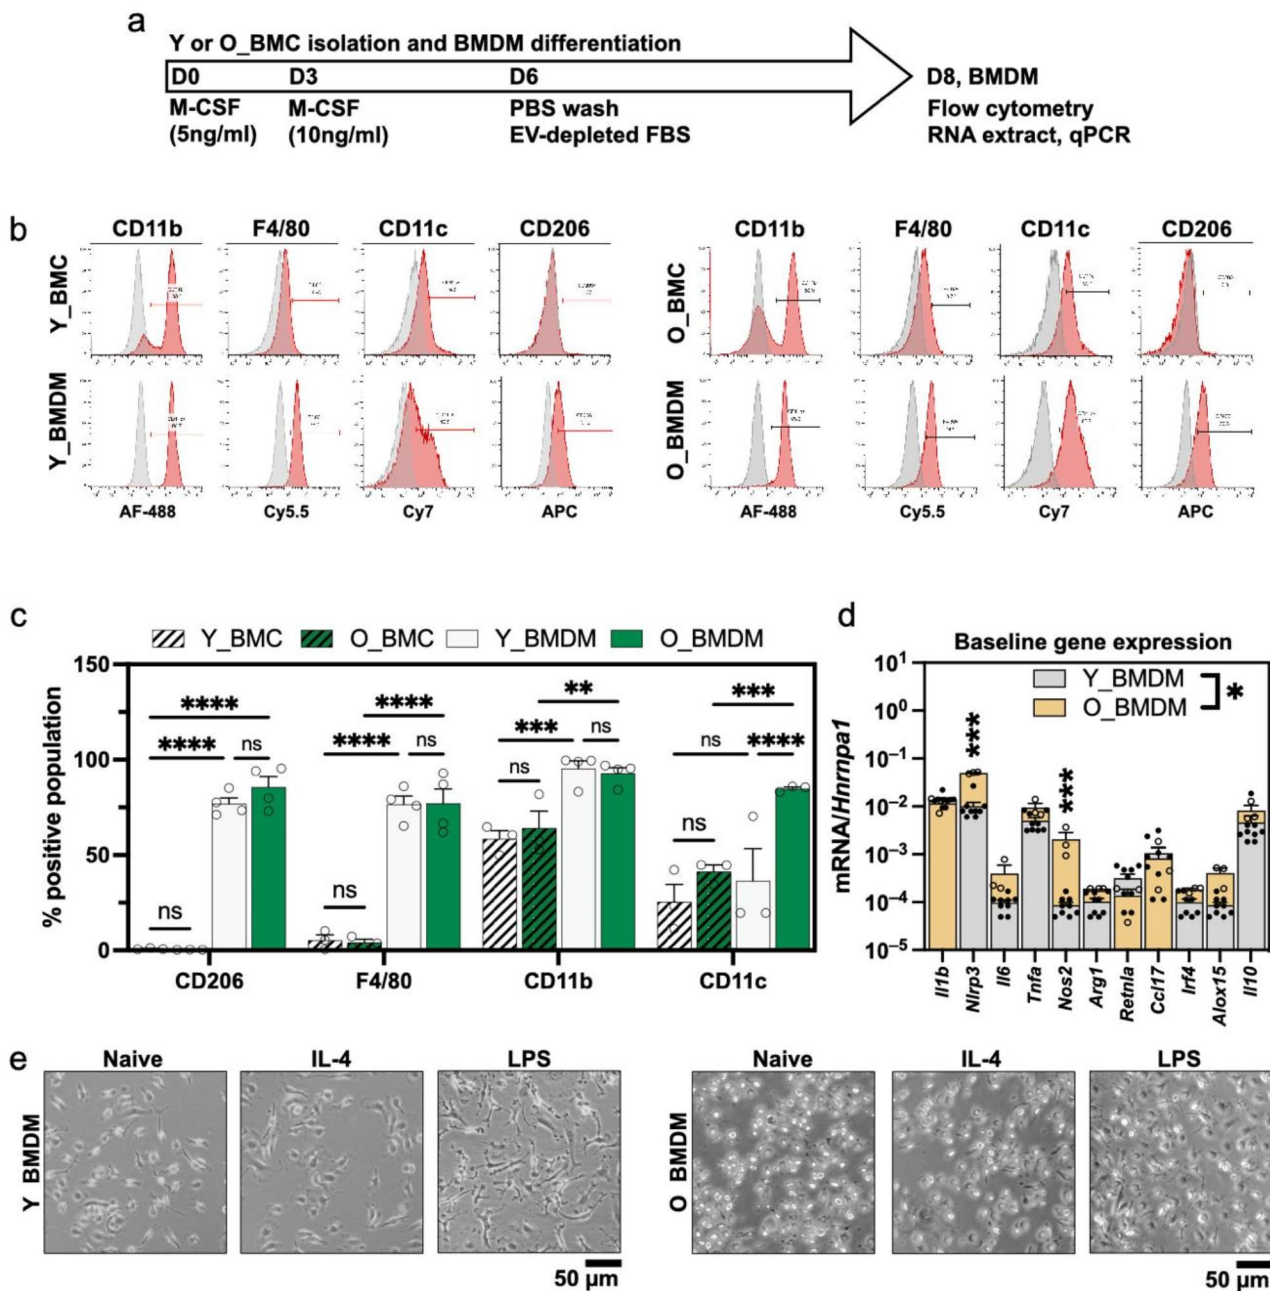 a
Y or O_BMC isolation and BMDM differentiation
D0 D3 D6
M-CSF M-CSF PBS wash
(5ng/ml) (10ng/ml) EV-depleted FBS
D8, BMDM
Flow cytometry
RNA extract, qPCR
b
CD11b F4/80 CD11c CD206 CD11b F4/80 CD11c CD206
Y_BMC
O_BMC
Y_BMDM
O_BMDM
AF-488 Cy5.5 Cy7 APC AF-488 Cy5.5 Cy7 APC
c
Y_BMC O_BMC Y_BMDM O_BMDM
% positive population
150
100
50
0
**** **** ns ns
**** **** ns ns
** *** ns ns
*** ns **** ns
CD206 F4/80 CD11b CD11c
d
Baseline gene expression
Y_BMDM
O_BMDM
*
***
***
mRNA/Hnrnpa1
10¹
10⁰
10⁻¹
10⁻²
10⁻³
10⁻⁴
10⁻⁵
Il1b Nlrp3 Il6 Tnfa Nos2 Arg1 Retnla Ccl17 Irf4 Alox15 Il10
e
Naive IL-4 LPS Naive IL-4 LPS
Y BMDM
O BMDM
50 µm 50 µm